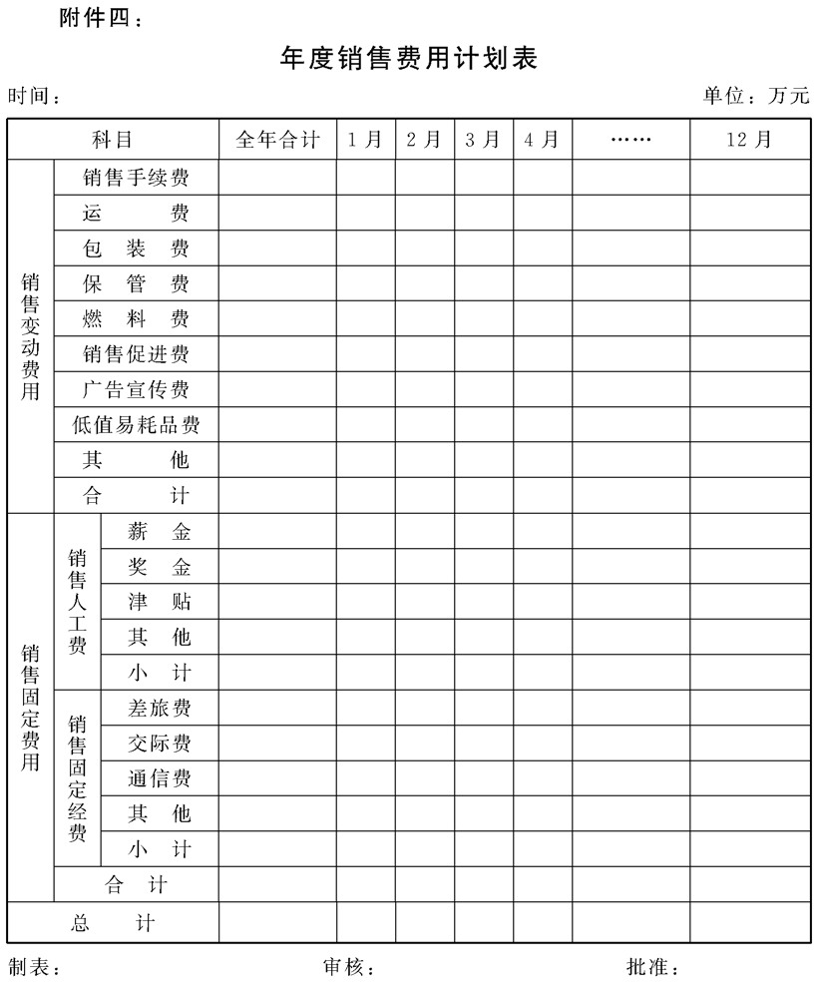 附件四：
年度销售费用计划表
时间： 单位：万元
科目 全年合计 1月 2月 3月 4月 …… 12月
销售变动费用
销售手续费
运费
包装费
保管费
燃料费
销售促进费
广告宣传费
低值易耗品费
其他
合计
销售固定费用
销售人工费
薪金
奖金
津贴
其他
小计
销售固定经费
差旅费
交际费
通信费
其他
小计
合计
总计
制表： 审核： 批准：